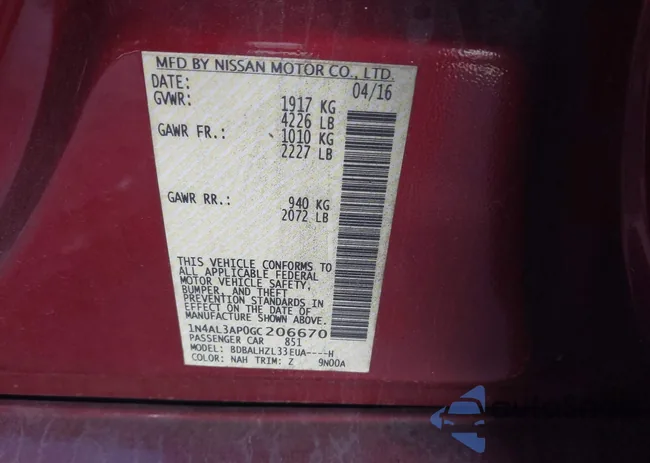 MFD BY NISSAN MOTOR CO., LTD.
DATE: 04/16
GVWR: 1917 KG
4226 LB
GAWR FR.: 1010 KG
2227 LB
GAWR RR.: 940 KG
2072 LB
THIS VEHICLE CONFORMS TO
ALL APPLICABLE FEDERAL
MOTOR VEHICLE SAFETY,
BUMPER, AND THEFT
PREVENTION STANDARDS IN
EFFECT ON THE DATE OF
MANUFACTURE SHOWN ABOVE.
1N4AL3AP0GC206670
PASSENGER CAR 851
MODEL: BDBALHZL33EUA----H
COLOR: NAH TRIM: Z 9N00A